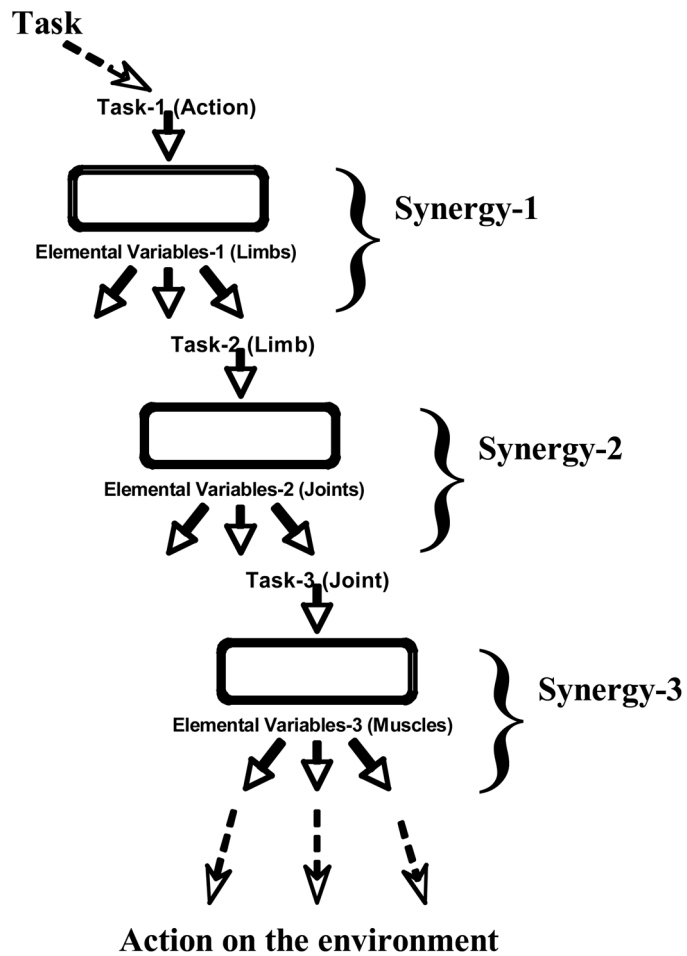 Task
Task-1 (Action)
Synergy-1
Elemental Variables-1 (Limbs)
Task-2 (Limb)
Synergy-2
Elemental Variables-2 (Joints)
Task-3 (Joint)
Synergy-3
Elemental Variables-3 (Muscles)
Action on the environment